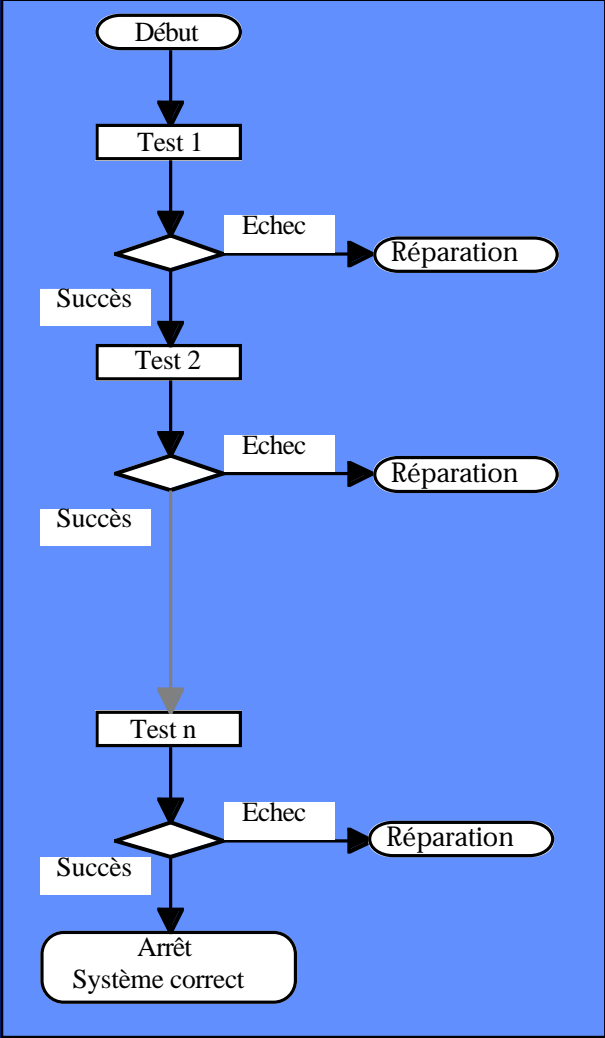 Début
Test 1
Echec
Réparation
Succès
Test 2
Echec
Réparation
Succès
Test n
Echec
Réparation
Succès
Arrêt
Système correct